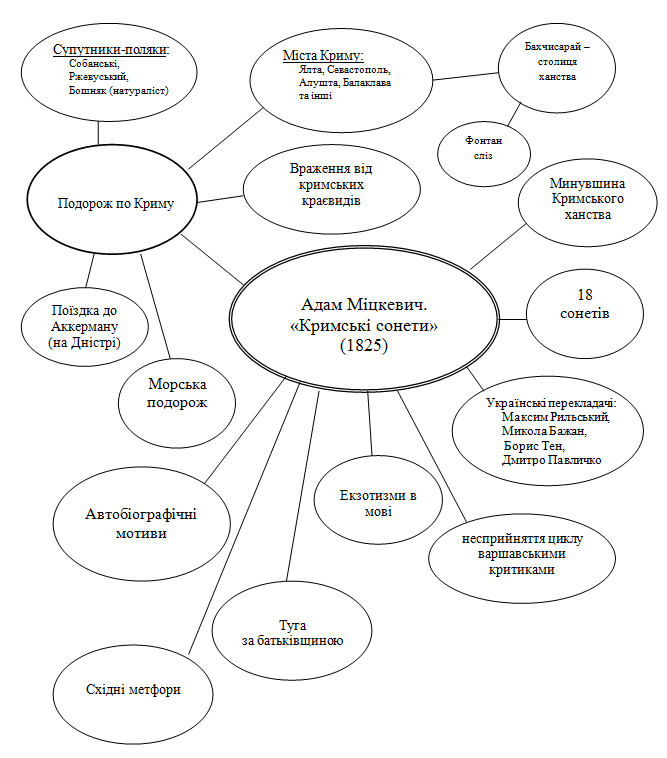 Супутники-поляки:
Собанські,
Ржевуський,
Бошняк (натураліст)
Міста Криму:
Ялта, Севастополь,
Алушта, Балаклава
та інші
Бахчисарай –
столиця
ханства
Фонтан
сліз
Подорож по Криму
Враження від
кримських
краєвидів
Минувшина
Кримського
ханства
Поїздка до
Аккерману
(на Дністрі)
Морська
подорож
Адам Міцкевич.
«Кримські сонети»
(1825)
18
сонетів
Українські перекладачі:
Максим Рильський,
Микола Бажан,
Борис Тен,
Дмитро Павличко
Автобіографічні
мотиви
Екзотизми в
мові
несприйняття циклу
варшавськими
критиками
Туга
за батьківщиною
Східні метфори